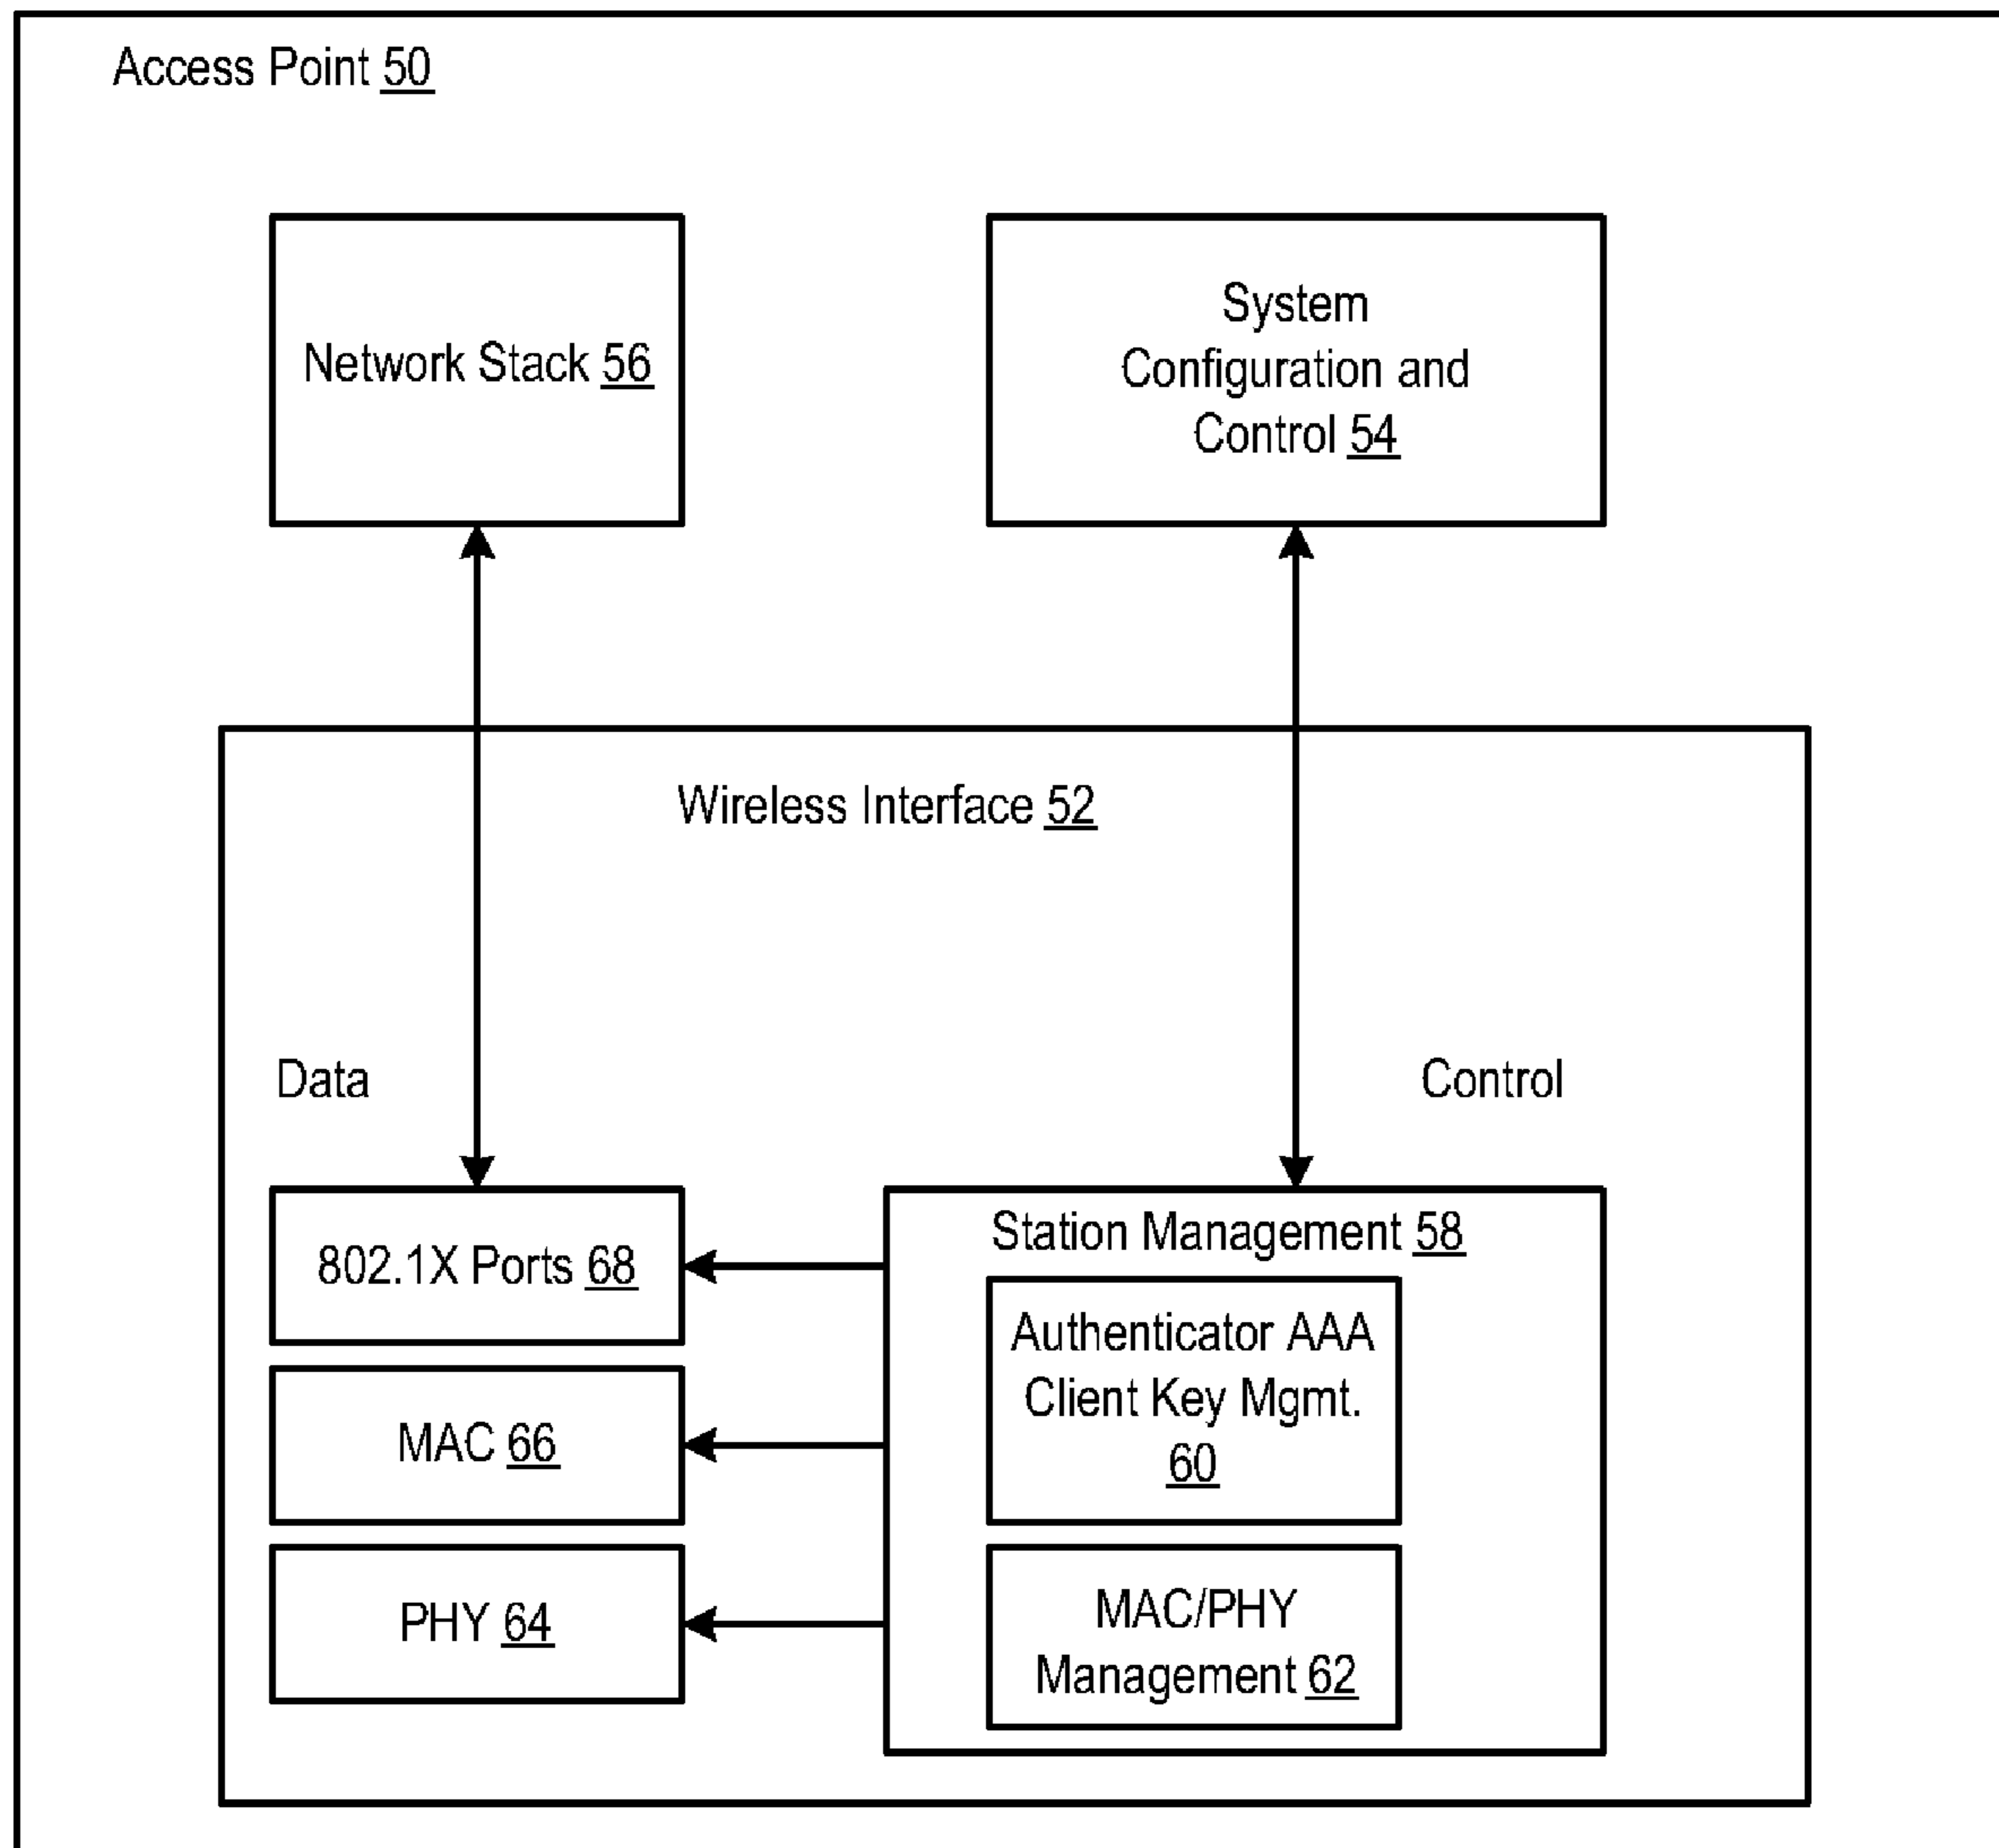 Access Point 50
Network Stack 56
System
Configuration and
Control 54
Wireless Interface 52
Data
Control
802.1X Ports 68
MAC 66
PHY 64
Station Management 58
Authenticator AAA
Client Key Mgmt.
60
MAC/PHY
Management 62